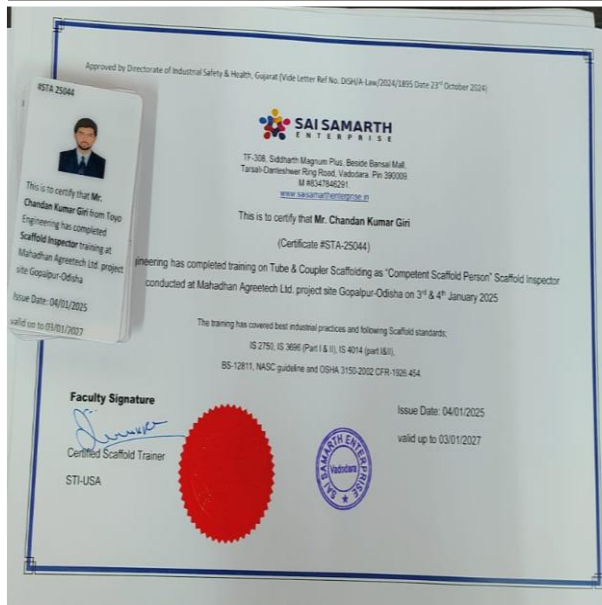 Approved by Directorate of Industrial Safety & Health, Gujarat (Vide Letter Ref No. DISH/A-Law/2024/1895 Date 23rd October 2024)
SAI SAMARTH
ENTERPRISE
TF-308, Siddharth Magnum Plus, Beside Bansal Mall,
Tarsali-Danteshwer Ring Road, Vadodara. Pin 390009.
M #8347846291.
www.saisamarthenterprise.in
This is to certify that Mr. Chandan Kumar Giri
(Certificate #STA-25044)
ineering has completed training on Tube & Coupler Scaffolding as "Competent Scaffold Person" Scaffold Inspector
conducted at Mahadhan Agreetech Ltd. project site Gopalpur-Odisha on 3rd & 4th January 2025
The training has covered best industrial practices and following Scaffold standards;
IS 2750, IS 3696 (Part I & II), IS 4014 (part I&II),
BS-12811, NASC guideline and OSHA 3150-2002 CFR-1926.454.
Faculty Signature
Certified Scaffold Trainer
STI-USA
Issue Date: 04/01/2025
valid up to 03/01/2027
SAI SAMARTH ENTERPRISE
Vadodara
#STA 25044
This is to certify that Mr.
Chandan Kumar Giri from Toyo
Engineering has completed
Scaffold Inspector training at
Mahadhan Agreetech Ltd. project
site Gopalpur-Odisha
Issue Date: 04/01/2025
valid up to 03/01/2027